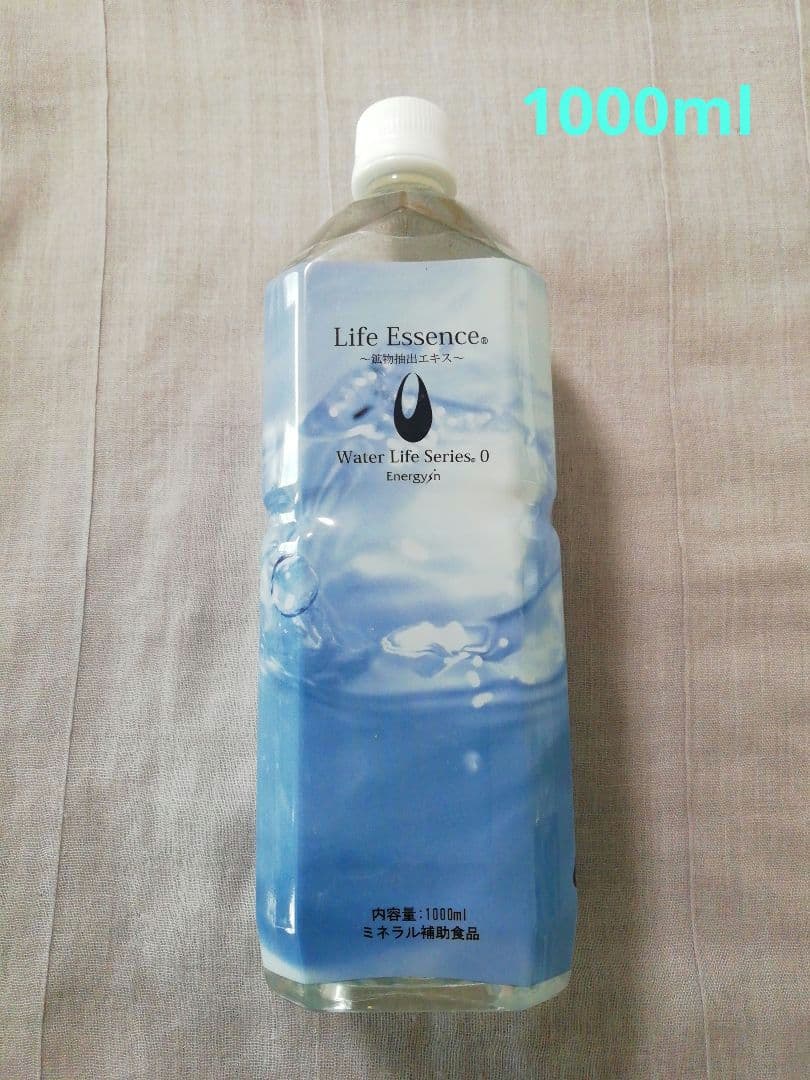 1000ml
Life Essence®
～鉱物抽出エキス～
Water Life Series® 0
Energy in
内容量:1000ml
ミネラル補助食品